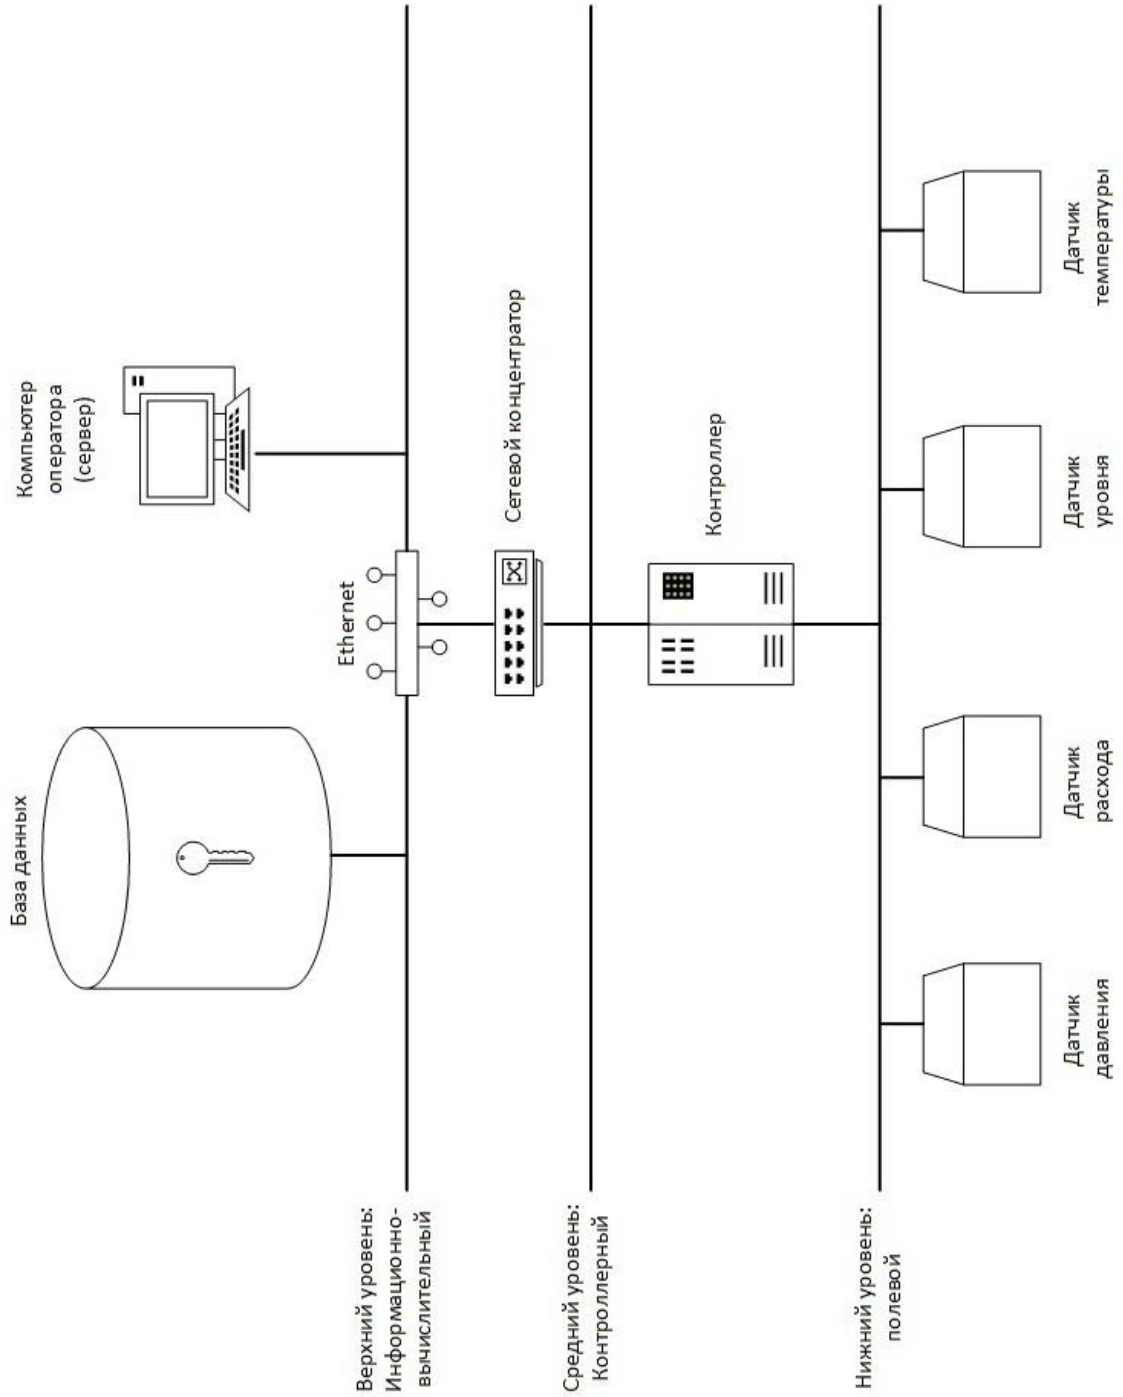 База данных
Компьютер
оператора
(сервер)
Ethernet
Верхний уровень:
Информационно-
вычислительный
Сетевой концентратор
Средний уровень:
Контроллерный
Контроллер
Нижний уровень:
полевой
Датчик
давления
Датчик
расхода
Датчик
уровня
Датчик
температуры